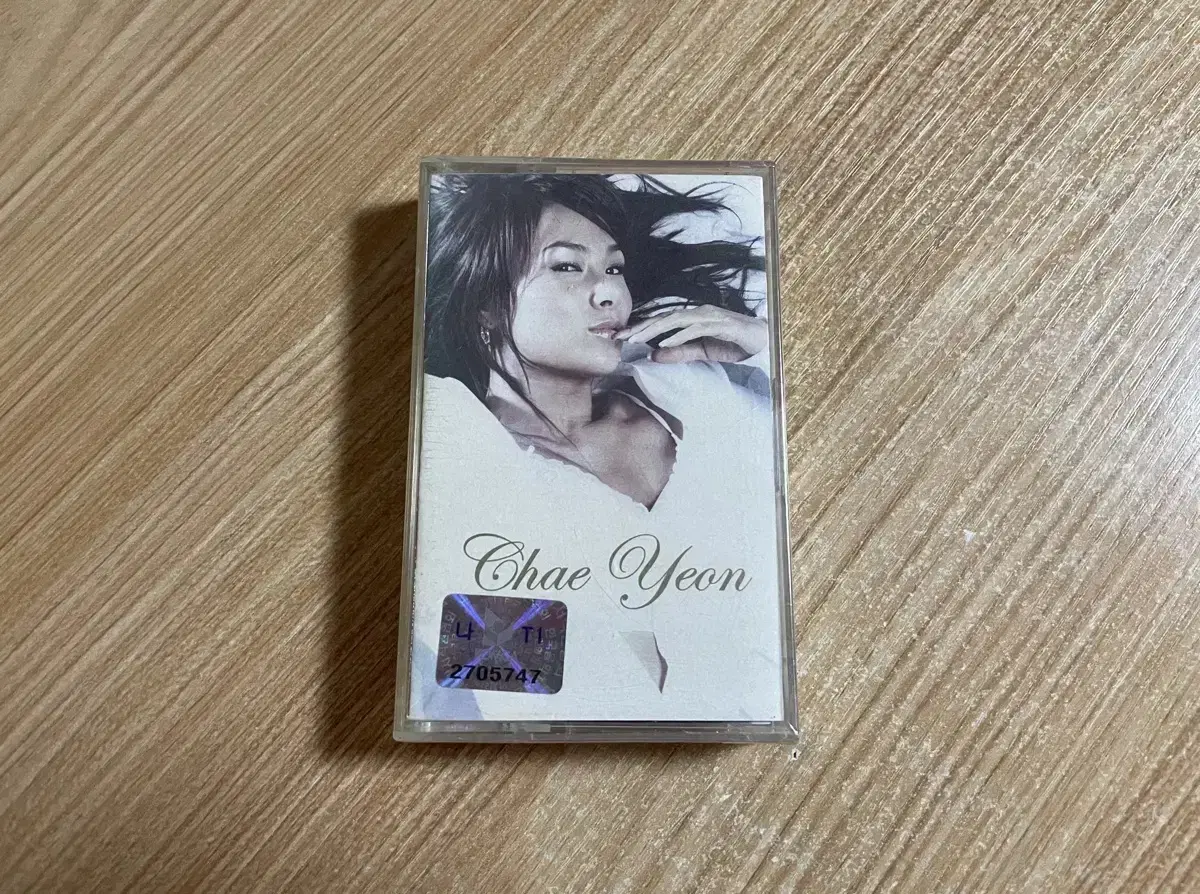 Chae Yeon
나 TI
2705747